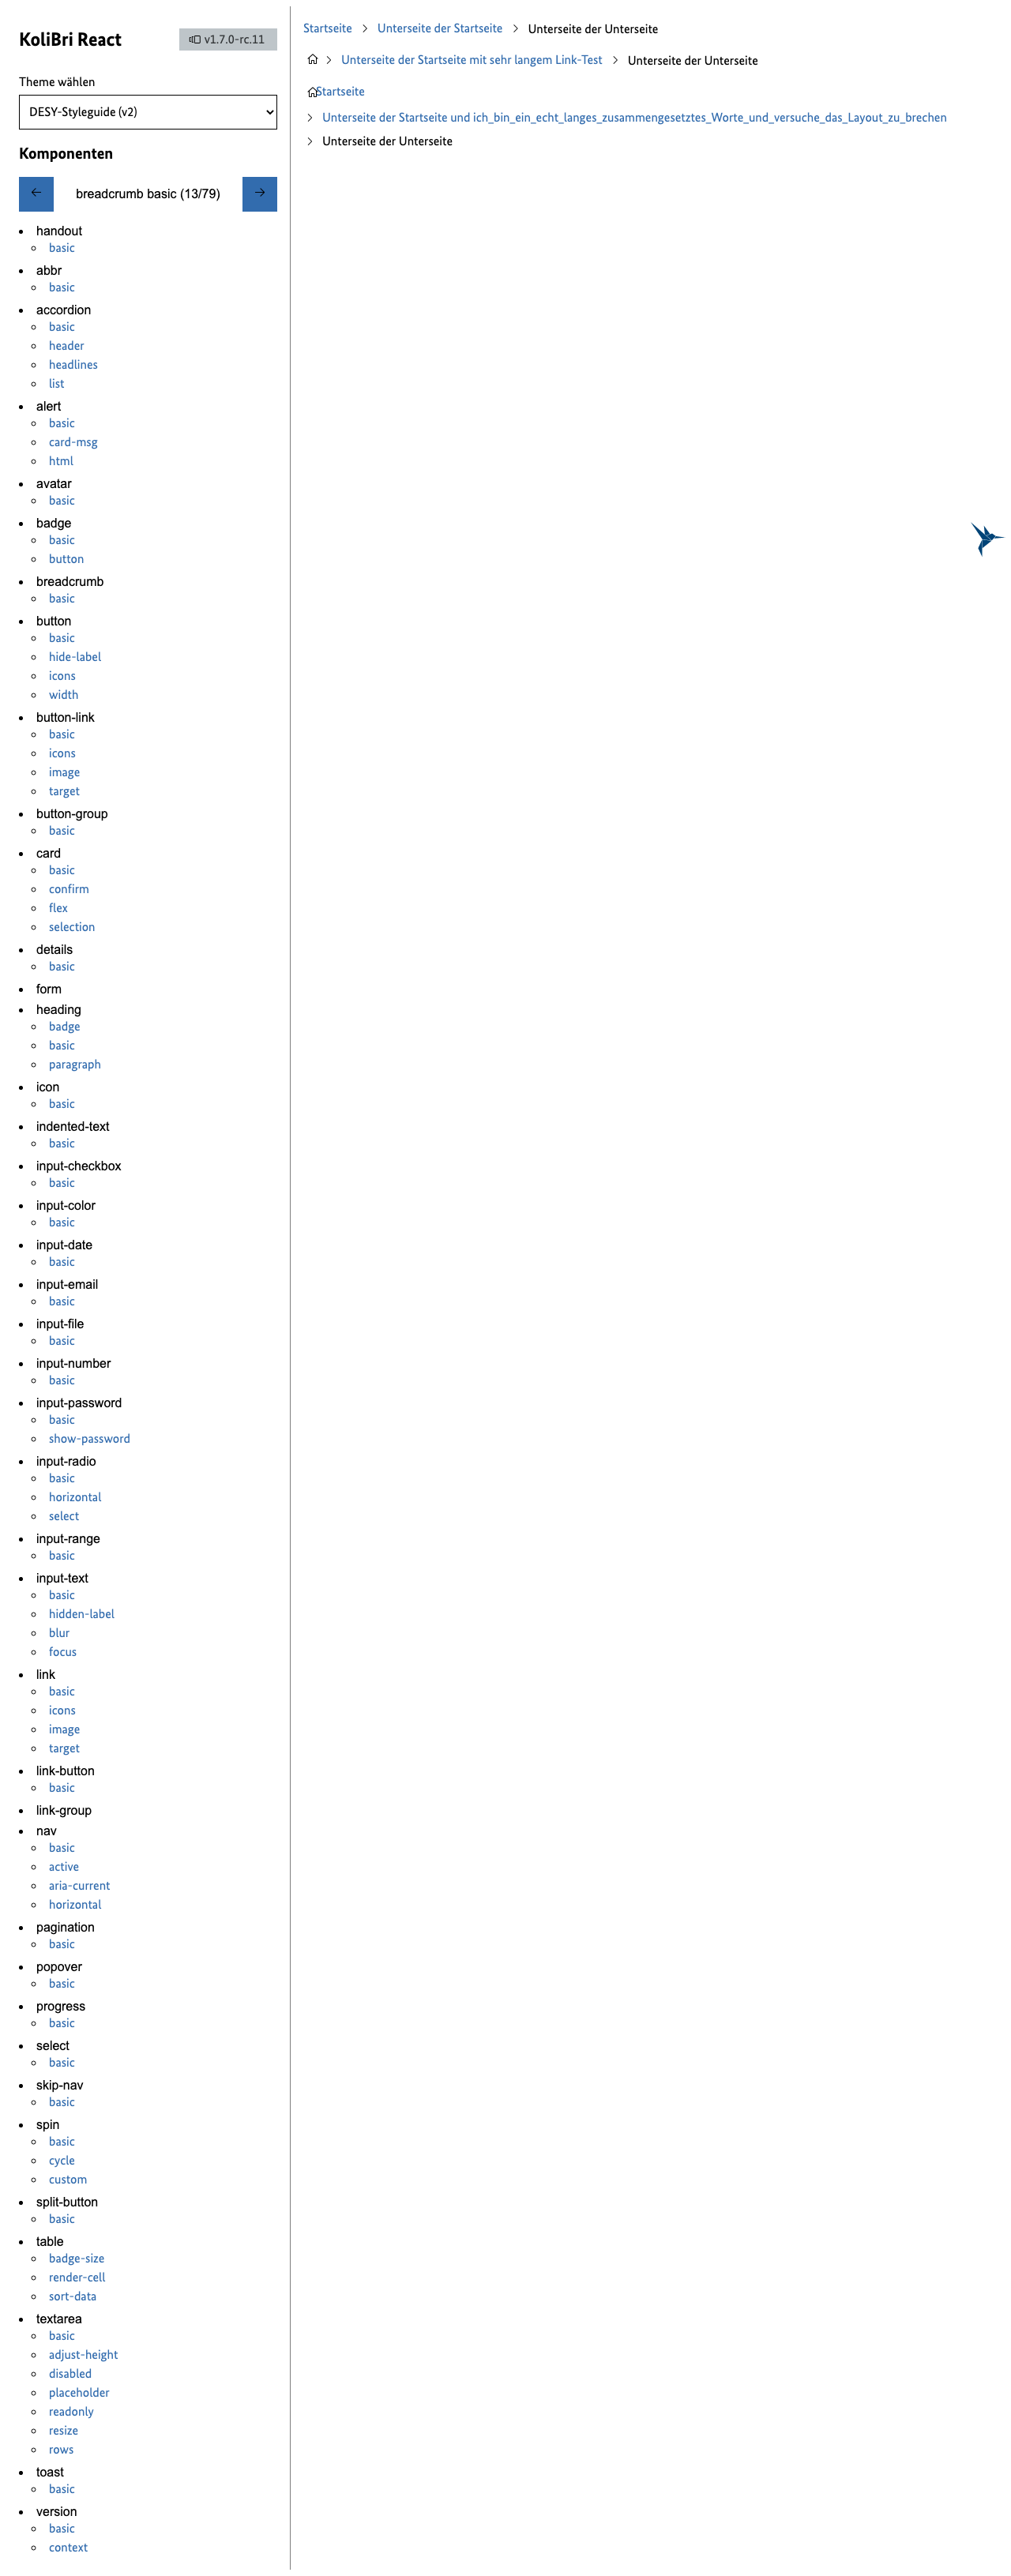 KoliBri React
v1.7.0-rc.11
Theme wählen
DESY-Styleguide (v2)
Komponenten
breadcrumb basic (13/79)
handout
basic
abbr
basic
accordion
basic
header
headlines
list
alert
basic
card-msg
html
avatar
basic
badge
basic
button
breadcrumb
basic
button
basic
hide-label
icons
width
button-link
basic
icons
image
target
button-group
basic
card
basic
confirm
flex
selection
details
basic
form
heading
badge
basic
paragraph
icon
basic
indented-text
basic
input-checkbox
basic
input-color
basic
input-date
basic
input-email
basic
input-file
basic
input-number
basic
input-password
basic
show-password
input-radio
basic
horizontal
select
input-range
basic
input-text
basic
hidden-label
blur
focus
link
basic
icons
image
target
link-button
basic
link-group
nav
basic
active
aria-current
horizontal
pagination
basic
popover
basic
progress
basic
select
basic
skip-nav
basic
spin
basic
cycle
custom
split-button
basic
table
badge-size
render-cell
sort-data
textarea
basic
adjust-height
disabled
placeholder
readonly
resize
rows
toast
basic
version
basic
context
Startseite Unterseite der Startseite Unterseite der Unterseite
Unterseite der Startseite mit sehr langem Link-Test Unterseite der Unterseite
Startseite
Unterseite der Startseite und ich_bin_ein_echt_langes_zusammengesetztes_Worte_und_versuche_das_Layout_zu_brechen
Unterseite der Unterseite